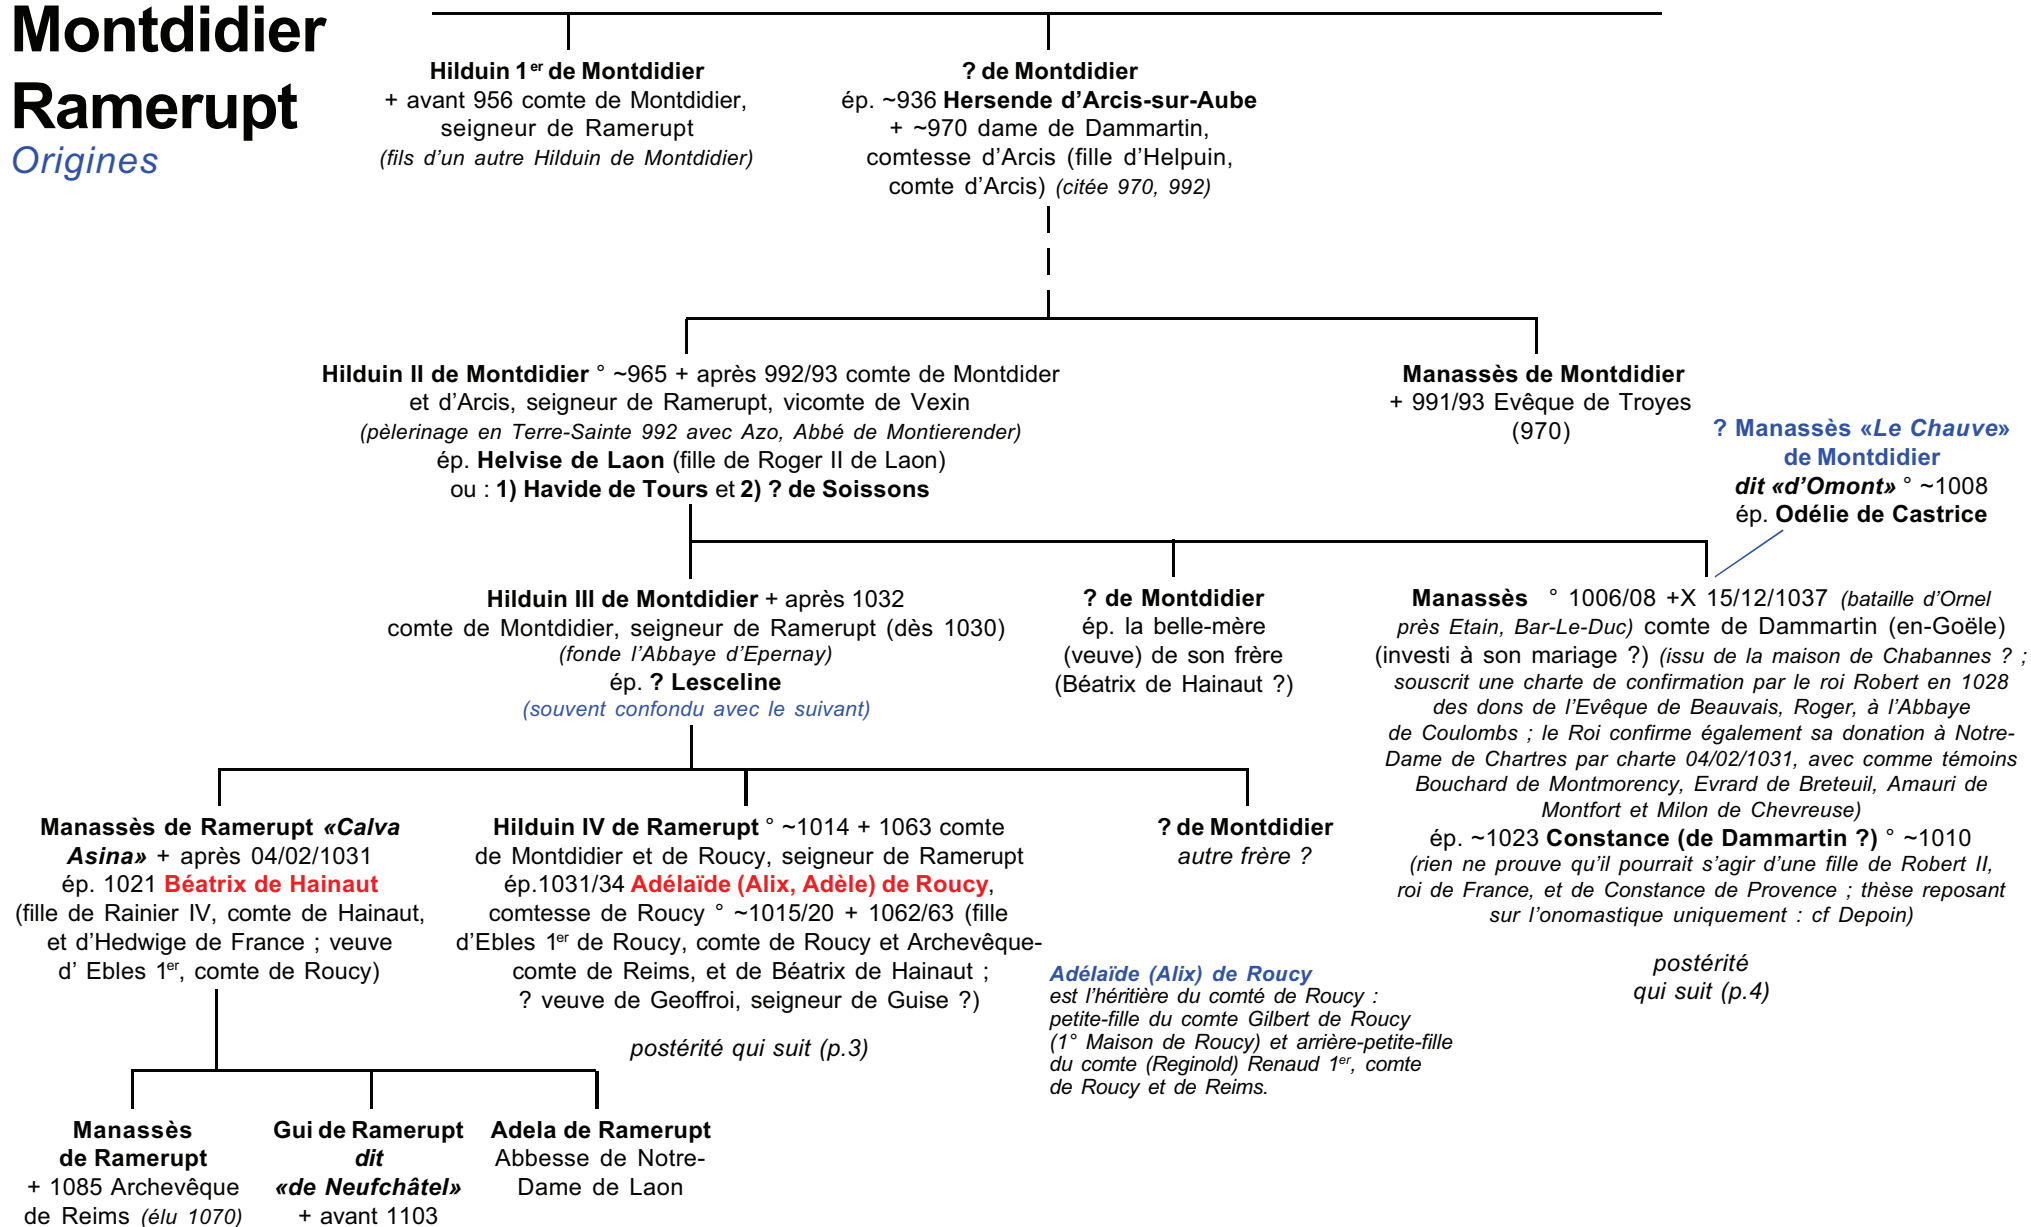 Montdidier
Ramerupt
Origines
Hilduin 1er de Montdidier
+ avant 956 comte de Montdidier,
seigneur de Ramerupt
(fils d'un autre Hilduin de Montdidier)
? de Montdidier
ép. ~936 Hersende d'Arcis-sur-Aube
+ ~970 dame de Dammartin,
comtesse d'Arcis (fille d'Helpuin,
comte d'Arcis) (citée 970, 992)
Hilduin II de Montdidier ° ~965 + après 992/93 comte de Montdider
et d'Arcis, seigneur de Ramerupt, vicomte de Vexin
(pèlerinage en Terre-Sainte 992 avec Azo, Abbé de Montierender)
ép. Helvise de Laon (fille de Roger II de Laon)
ou : 1) Havide de Tours et 2) ? de Soissons
Manassès de Montdidier
+ 991/93 Evêque de Troyes
(970)
? Manassès «Le Chauve»
de Montdidier
dit «d'Omont» ° ~1008
ép. Odélie de Castrice
Hilduin III de Montdidier + après 1032
comte de Montdidier, seigneur de Ramerupt (dès 1030)
(fonde l'Abbaye d'Epernay)
ép. ? Lesceline
(souvent confondu avec le suivant)
? de Montdidier
ép. la belle-mère
(veuve) de son frère
(Béatrix de Hainaut ?)
Manassès ° 1006/08 +X 15/12/1037 (bataille d'Ornel
près Etain, Bar-Le-Duc) comte de Dammartin (en-Goële)
(investi à son mariage ?) (issu de la maison de Chabannes ? ;
souscrit une charte de confirmation par le roi Robert en 1028
des dons de l'Evêque de Beauvais, Roger, à l'Abbaye
de Coulombs ; le Roi confirme également sa donation à Notre-
Dame de Chartres par charte 04/02/1031, avec comme témoins
Bouchard de Montmorency, Evrard de Breteuil, Amauri de
Montfort et Milon de Chevreuse)
ép. ~1023 Constance (de Dammartin ?) ° ~1010
(rien ne prouve qu'il pourrait s'agir d'une fille de Robert II,
roi de France, et de Constance de Provence ; thèse reposant
sur l'onomastique uniquement : cf Depoin)
postérité
qui suit (p.4)
Manassès de Ramerupt «Calva
Asina» + après 04/02/1031
ép. 1021 Béatrix de Hainaut
(fille de Rainier IV, comte de Hainaut,
et d'Hedwige de France ; veuve
d' Ebles 1er, comte de Roucy)
Hilduin IV de Ramerupt ° ~1014 + 1063 comte
de Montdidier et de Roucy, seigneur de Ramerupt
ép.1031/34 Adélaïde (Alix, Adèle) de Roucy,
comtesse de Roucy ° ~1015/20 + 1062/63 (fille
d'Ebles 1er de Roucy, comte de Roucy et Archevêque-
comte de Reims, et de Béatrix de Hainaut ;
? veuve de Geoffroi, seigneur de Guise ?)
postérité qui suit (p.3)
? de Montdidier
autre frère ?
Adélaïde (Alix) de Roucy
est l'héritière du comté de Roucy :
petite-fille du comte Gilbert de Roucy
(1° Maison de Roucy) et arrière-petite-fille
du comte (Reginold) Renaud 1er, comte
de Roucy et de Reims.
Manassès
de Ramerupt
+ 1085 Archevêque
de Reims (élu 1070)
Gui de Ramerupt
dit
«de Neufchâtel»
+ avant 1103
Adela de Ramerupt
Abbesse de Notre-
Dame de Laon